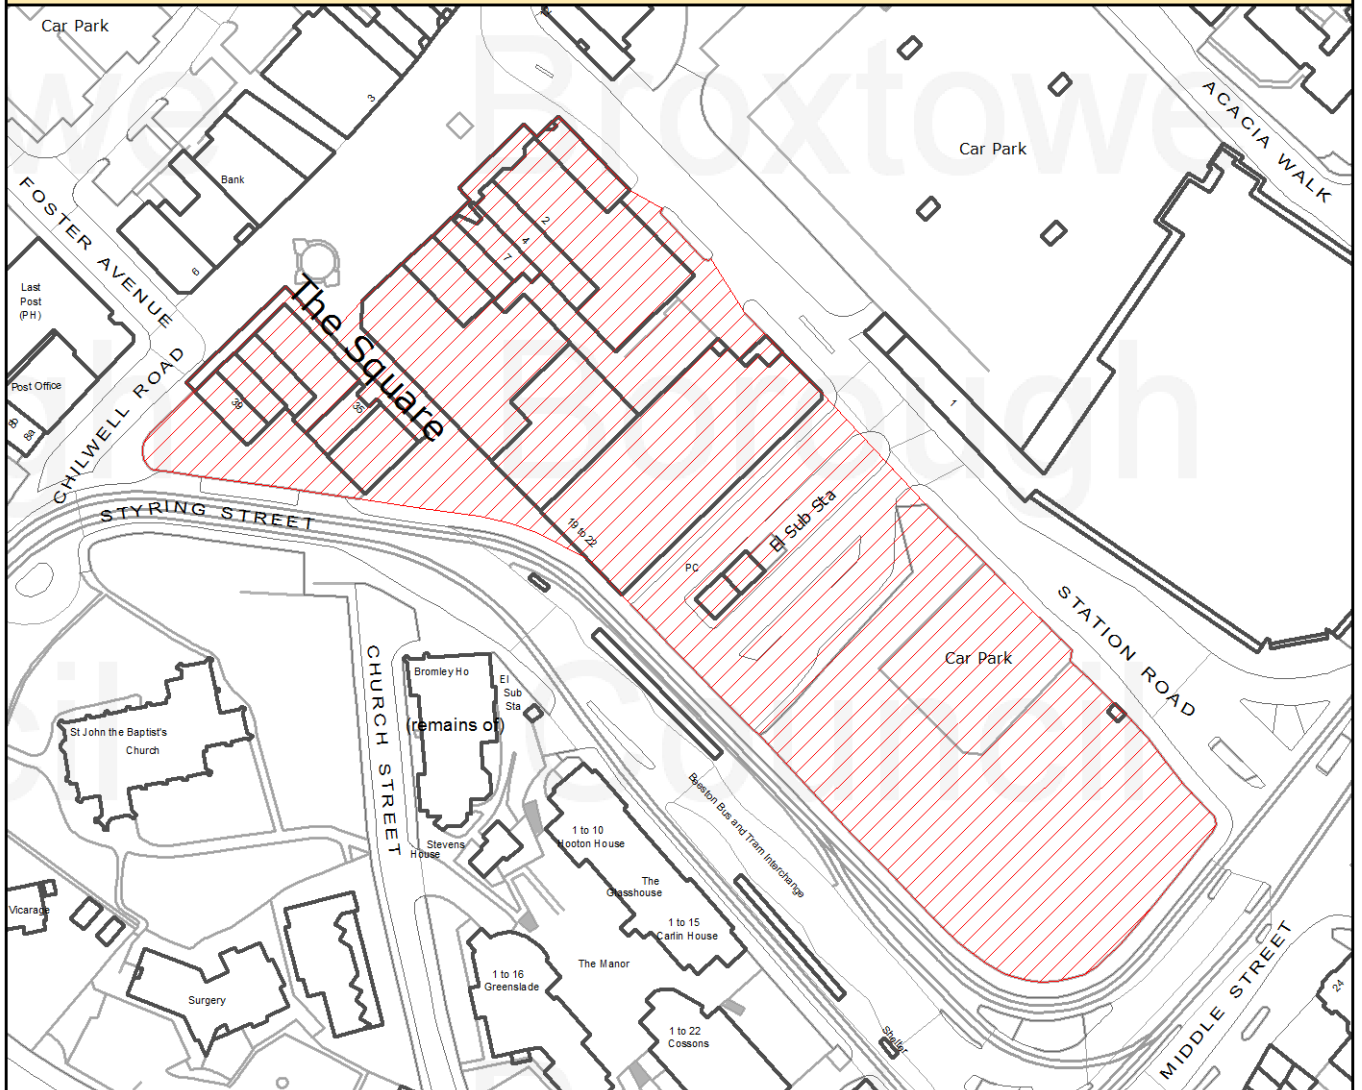 Car Park
3
Broxtowe
ACACIA WALK
Car Park
Bank
FOSTER AVENUE
2
4
7
6
Last
Post
(PH)
The Square
Borough
CHILWELL ROAD
Post Office
8b
8a
39
35
1
STYRING STREET
El Sub Sta
19 to 22
PC
STATION ROAD
Car Park
CHURCH STREET
Bromley Ho
El
Sub
Sta
(remains of)
St John the Baptist's
Church
Council
Beeston Bus and Tram Interchange
1 to 10
Hooton House
Stevens
House
The
Glasshouse
1 to 15
Carlin House
Vicarage
The Manor
1 to 16
Greenslade
Surgery
1 to 22
Cossons
Shelter
MIDDLE STREET
24